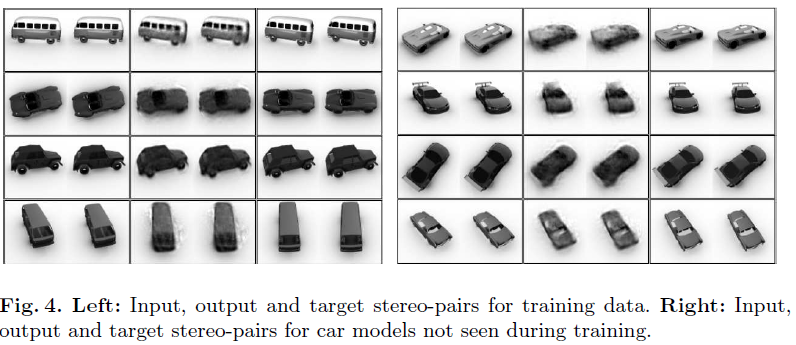 Fig. 4. Left: Input, output and target stereo-pairs for training data. Right: Input,
output and target stereo-pairs for car models not seen during training.